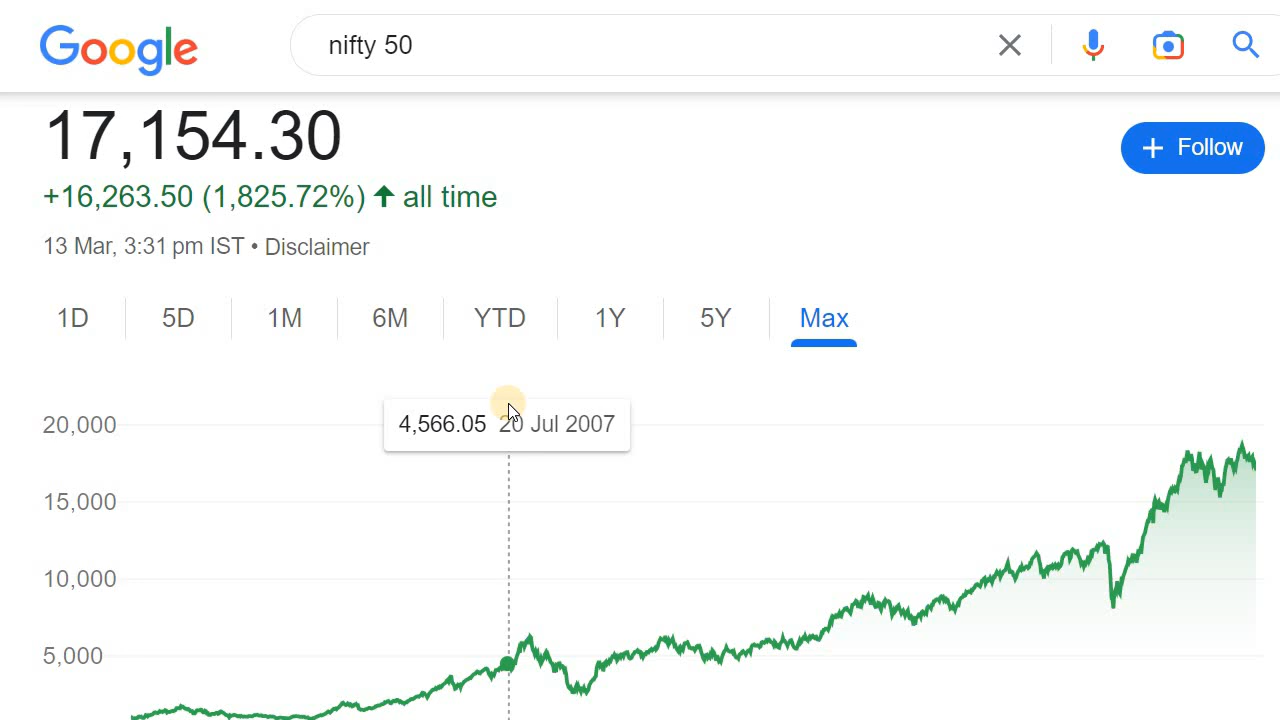 Google nifty 50
17,154.30
+ Follow
+16,263.50 (1,825.72%) ↑ all time
13 Mar, 3:31 pm IST • Disclaimer
1D 5D 1M 6M YTD 1Y 5Y Max
4,566.05 20 Jul 2007
20,000
15,000
10,000
5,000